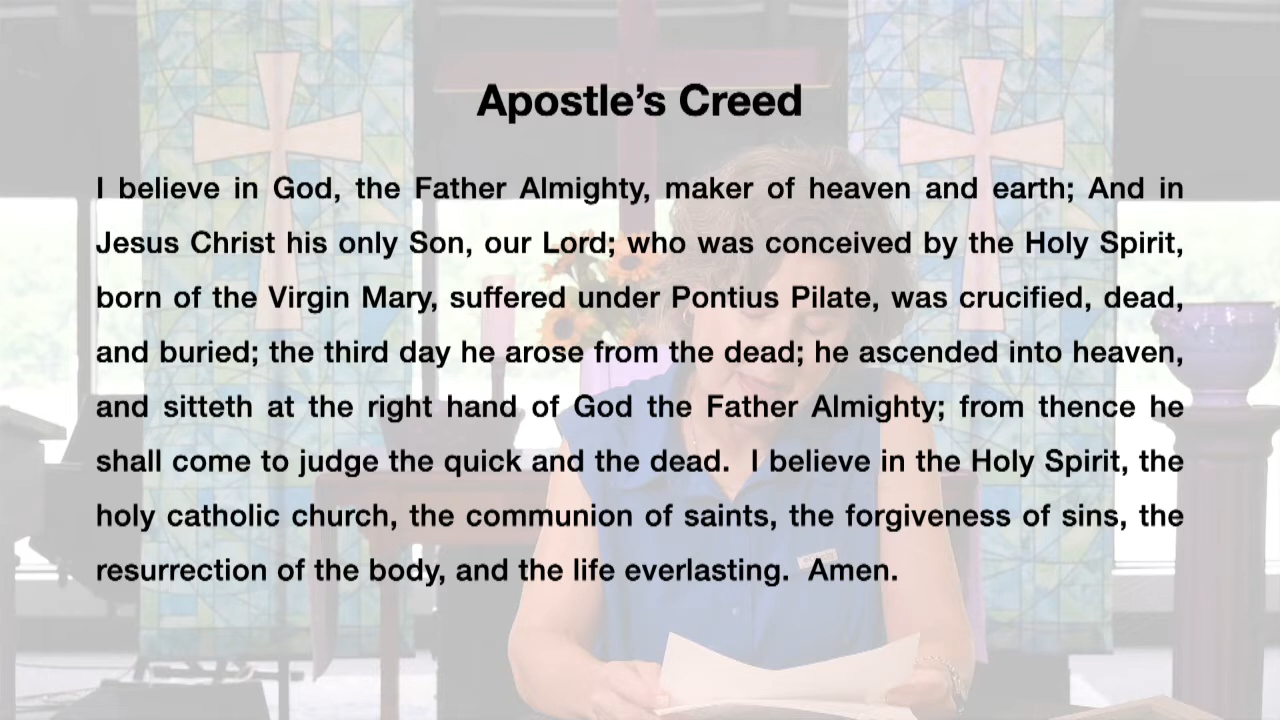 Apostle’s Creed
I believe in God, the Father Almighty, maker of heaven and earth; And in
Jesus Christ his only Son, our Lord; who was conceived by the Holy Spirit,
born of the Virgin Mary, suffered under Pontius Pilate, was crucified, dead,
and buried; the third day he arose from the dead; he ascended into heaven,
and sitteth at the right hand of God the Father Almighty; from thence he
shall come to judge the quick and the dead.  I believe in the Holy Spirit, the
holy catholic church, the communion of saints, the forgiveness of sins, the
resurrection of the body, and the life everlasting.  Amen.